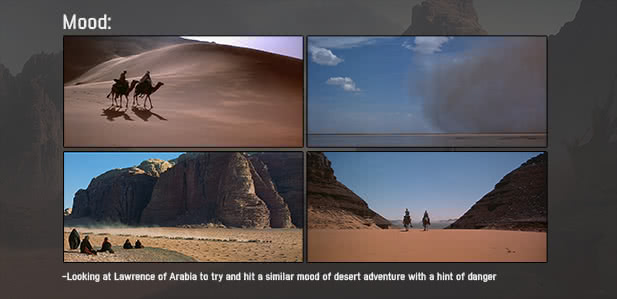 Mood:
-Looking at Lawrence of Arabia to try and hit a similar mood of desert adventure with a hint of danger